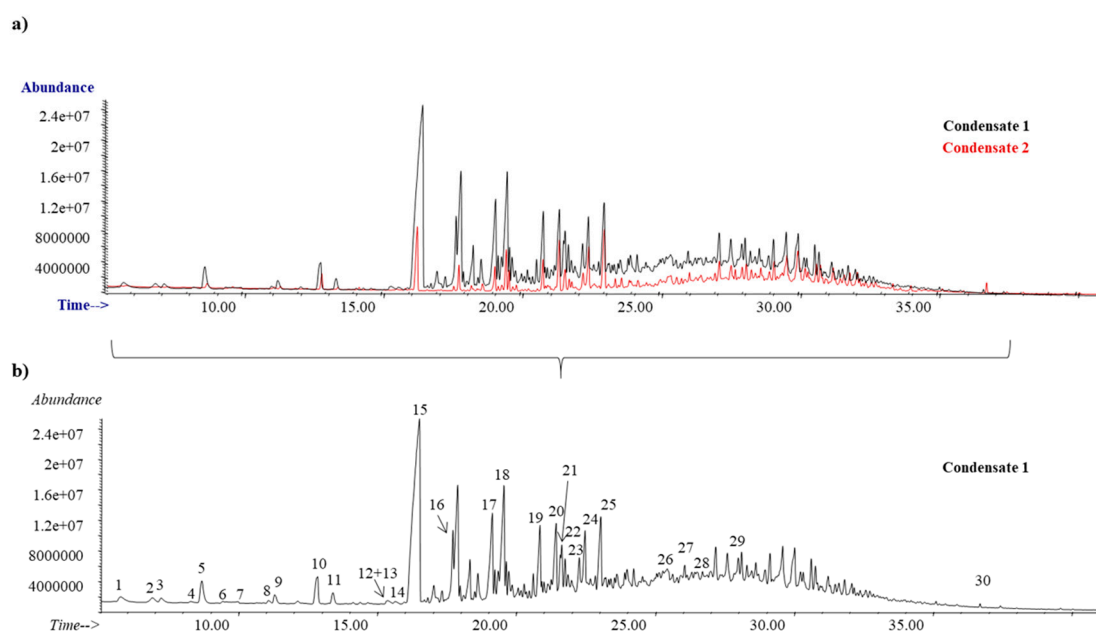 a)
Abundance
2.4e+07
2e+07
1.6e+07
1.2e+07
8000000
4000000
Time-->
10.00 15.00 20.00 25.00 30.00 35.00
Condensate 1
Condensate 2
b)
Abundance
2.4e+07
2e+07
1.6e+07
1.2e+07
8000000
4000000
Time-->
10.00 15.00 20.00 25.00 30.00 35.00
Condensate 1
1 2 3 4 5 6 7 8 9 10 11 12+13 14 15 16 17 18 19 20 21 22 23 24 25 26 27 28 29 30